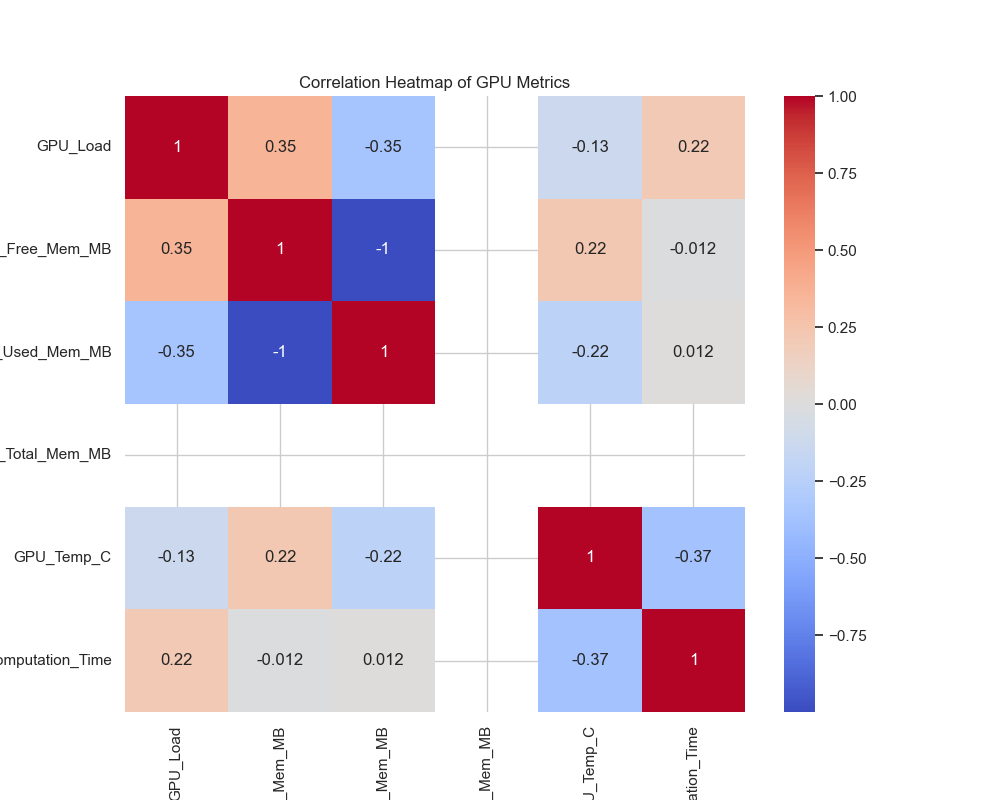 Correlation Heatmap of GPU Metrics
GPU_Load 1 0.35 -0.35 -0.13 0.22
_Free_Mem_MB 0.35 1 -1 0.22 -0.012
_Used_Mem_MB -0.35 -1 1 -0.22 0.012
_Total_Mem_MB
GPU_Temp_C -0.13 0.22 -0.22 1 -0.37
omputation_Time 0.22 -0.012 0.012 -0.37 1
GPU_Load
_Mem_MB
_Mem_MB
_Mem_MB
U_Temp_C
ation_Time
1.00
0.75
0.50
0.25
0.00
−0.25
−0.50
−0.75